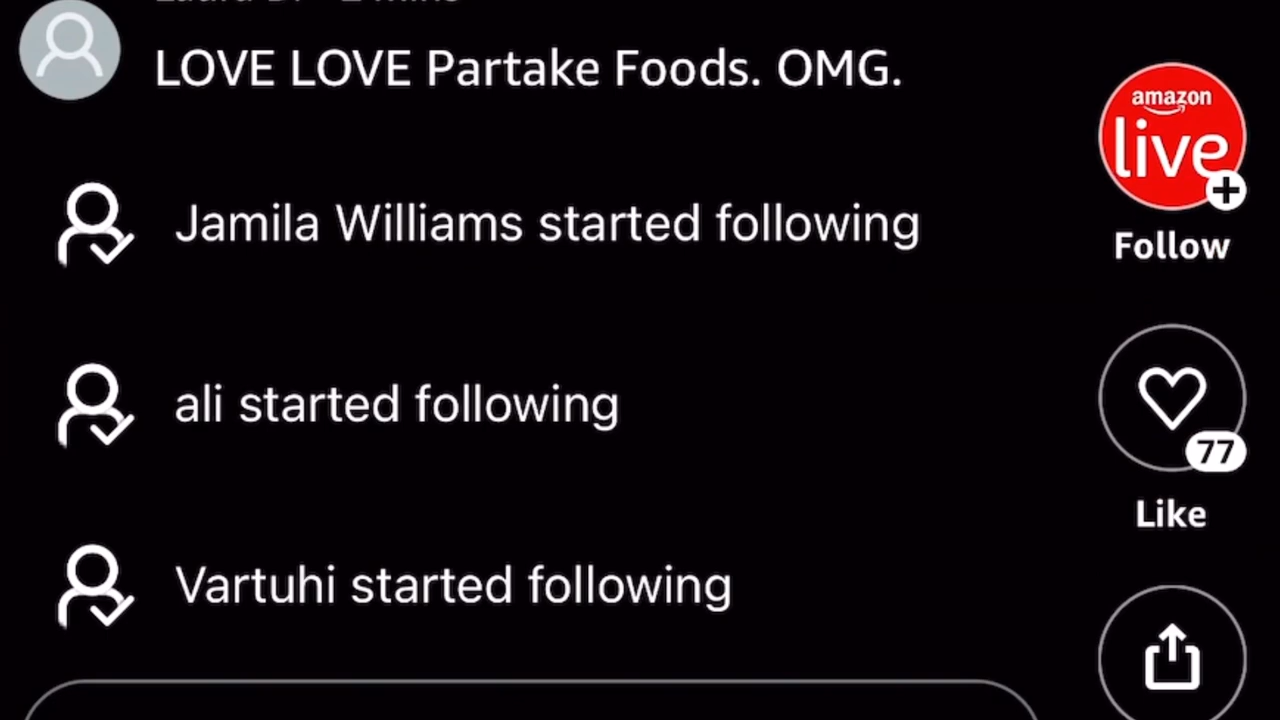 LOVE LOVE Partake Foods. OMG.
Jamila Williams started following
ali started following
Vartuhi started following
amazon
live
Follow
77
Like